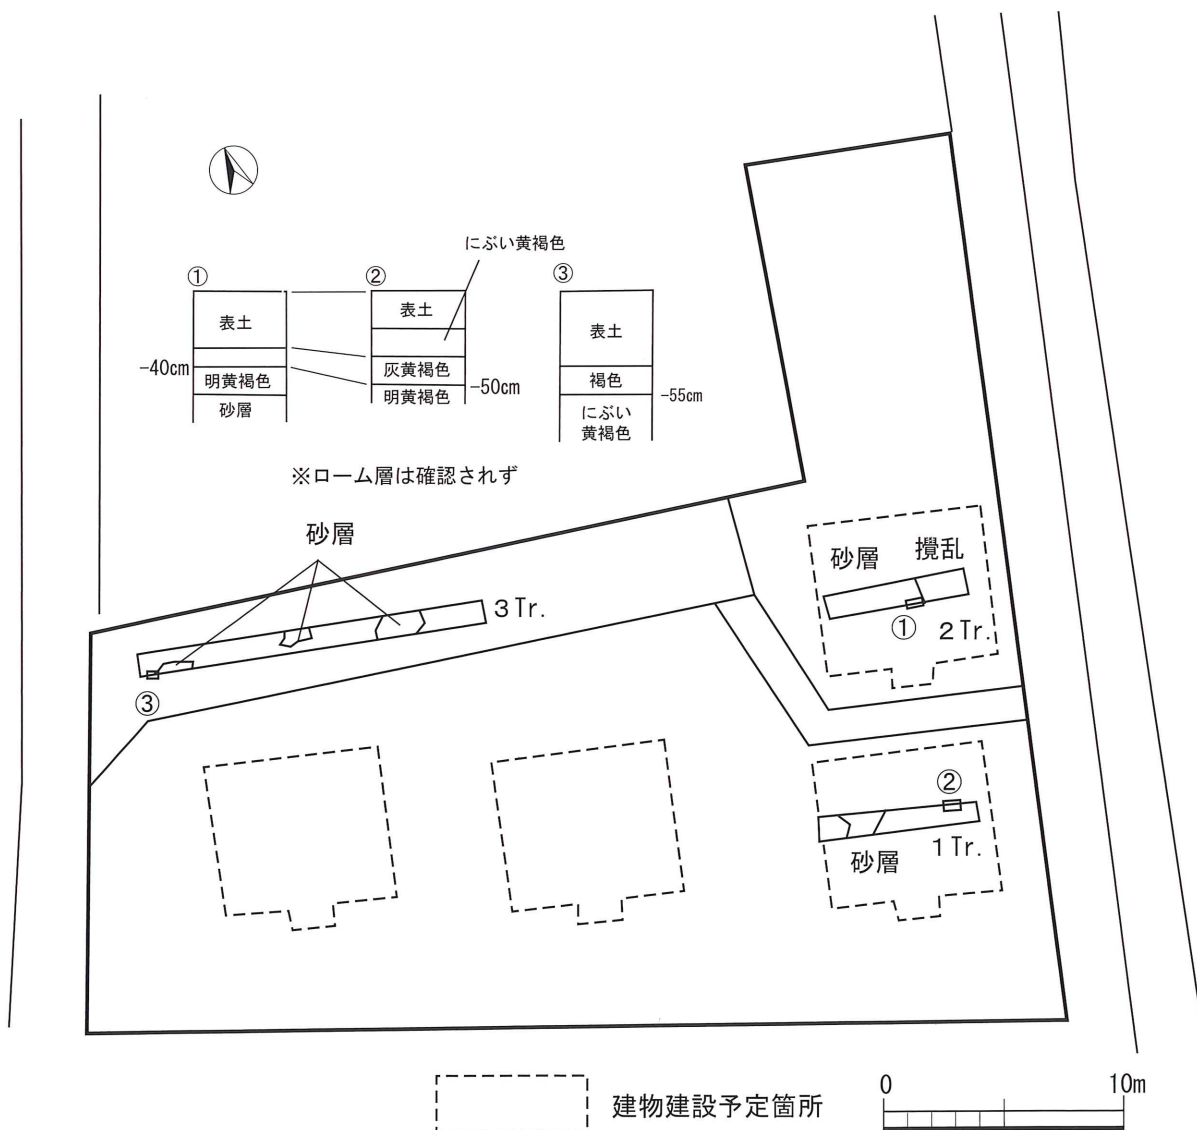 にぶい黄褐色
①
表土
-40cm
明黄褐色
砂層
②
表土
灰黄褐色
明黄褐色
-50cm
③
表土
褐色
-55cm
にぶい
黄褐色
※ローム層は確認されず
砂層
3Tr.
③
砂層
攪乱
①
2Tr.
②
1Tr.
砂層
建物建設予定箇所
0
10m